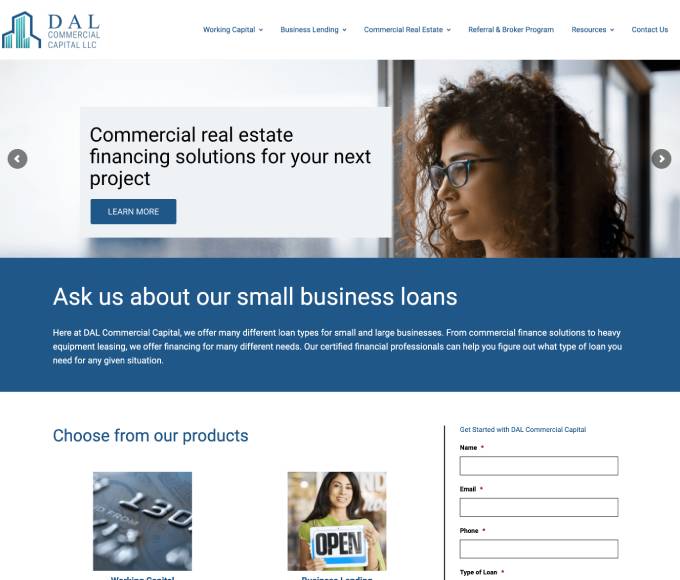 DAL
COMMERCIAL
CAPITAL LLC
Working Capital
Business Lending
Commercial Real Estate
Referral & Broker Program
Resources
Contact Us
Commercial real estate
financing solutions for your next
project
LEARN MORE
Ask us about our small business loans
Here at DAL Commercial Capital, we offer many different loan types for small and large businesses. From commercial finance solutions to heavy
equipment leasing, we offer financing for many different needs. Our certified financial professionals can help you figure out what type of loan you
need for any given situation.
Choose from our products
Get Started with DAL Commercial Capital
Name *
Email *
Phone *
Type of Loan *
130
OPEN
Working Capital
Business Lending